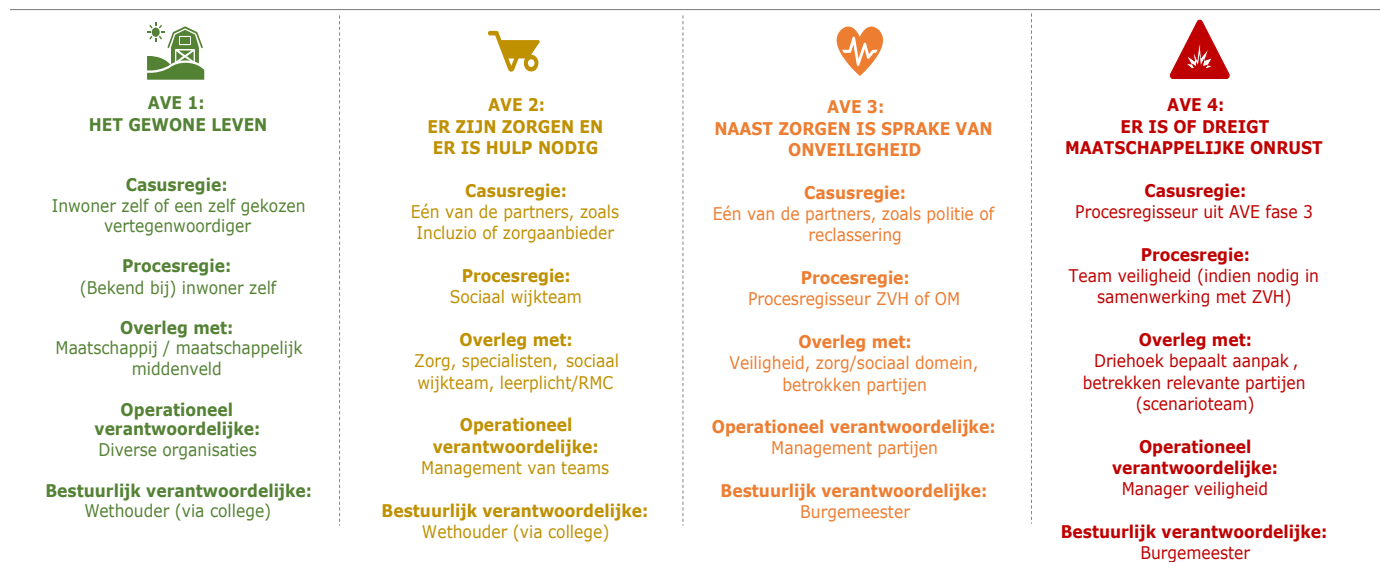 AVE 1:
HET GEWONE LEVEN
Casusregie:
Inwoner zelf of een zelf gekozen
vertegenwoordiger
Procesregie:
(Bekend bij) inwoner zelf
Overleg met:
Maatschappij / maatschappelijk
middenveld
Operationeel
verantwoordelijke:
Diverse organisaties
Bestuurlijk verantwoordelijke:
Wethouder (via college)
AVE 2:
ER ZIJN ZORGEN EN
ER IS HULP NODIG
Casusregie:
Eén van de partners, zoals
Incluzio of zorgaanbieder
Procesregie:
Sociaal wijkteam
Overleg met:
Zorg, specialisten, sociaal
wijkteam, leerplicht/RMC
Operationeel
verantwoordelijke:
Management van teams
Bestuurlijk verantwoordelijke:
Wethouder (via college)
AVE 3:
NAAST ZORGEN IS SPRAKE VAN
ONVEILIGHEID
Casusregie:
Eén van de partners, zoals politie of
reclassering
Procesregie:
Procesregisseur ZVH of OM
Overleg met:
Veiligheid, zorg/sociaal domein,
betrokken partijen
Operationeel verantwoordelijke:
Management partijen
Bestuurlijk verantwoordelijke:
Burgemeester
AVE 4:
ER IS OF DREIGT
MAATSCHAPPELIJKE ONRUST
Casusregie:
Procesregisseur uit AVE fase 3
Procesregie:
Team veiligheid (indien nodig in
samenwerking met ZVH)
Overleg met:
Driehoek bepaalt aanpak ,
betrekken relevante partijen
(scenarioteam)
Operationeel
verantwoordelijke:
Manager veiligheid
Bestuurlijk verantwoordelijke:
Burgemeester